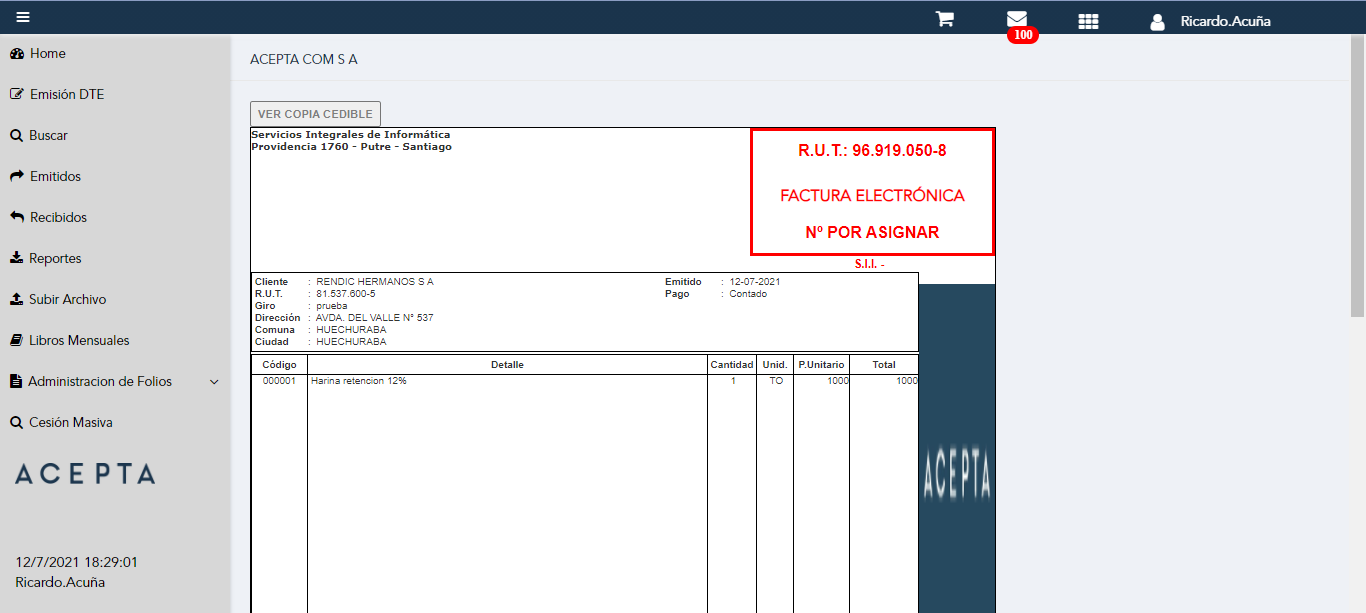 Ricardo.Acuña
100
Home
Emisión DTE
Buscar
Emitidos
Recibidos
Reportes
Subir Archivo
Libros Mensuales
Administracion de Folios
Cesión Masiva
ACEPTA
12/7/2021 18:29:01
Ricardo.Acuña
ACEPTA COM S A
VER COPIA CEDIBLE
Servicios Integrales de Informática
Providencia 1760 - Putre - Santiago
R.U.T.: 96.919.050-8
FACTURA ELECTRÓNICA
Nº POR ASIGNAR
S.I.I. -
Cliente : RENDIC HERMANOS S A Emitido : 12-07-2021
R.U.T. : 81.537.600-5 Pago : Contado
Giro : prueba
Dirección : AVDA. DEL VALLE N° 537
Comuna : HUECHURABA
Ciudad : HUECHURABA
Código Detalle Cantidad Unid. P.Unitario Total
000001 Harina retencion 12% 1 TO 1000 1000
ACEPTA